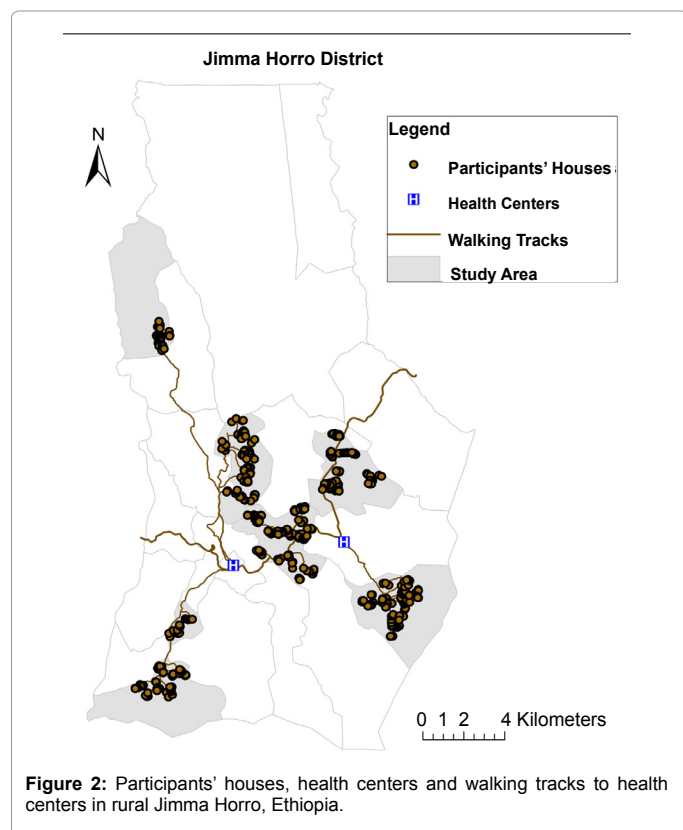 Jimma Horro District
N
Legend
Participants' Houses
H Health Centers
Walking Tracks
Study Area
H
H
0 1 2 4 Kilometers
Figure 2: Participants' houses, health centers and walking tracks to health
centers in rural Jimma Horro, Ethiopia.